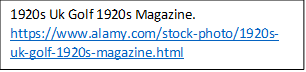 1920s Uk Golf 1920s Magazine.
https://www.alamy.com/stock-photo/1920s-
uk-golf-1920s-magazine.html